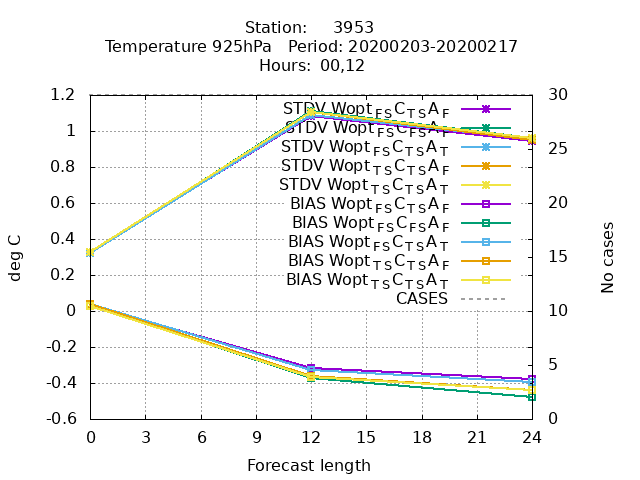 Station: 3953
Temperature 925hPa Period: 20200203-20200217
Hours: 00,12
STDV Wopt_FS C_TS A_F
STDV Wopt_FS C_FS A_F
STDV Wopt_FS C_TS A_T
STDV Wopt_TS C_TS A_F
STDV Wopt_TS C_TS A_T
BIAS Wopt_FS C_TS A_F
BIAS Wopt_FS C_FS A_F
BIAS Wopt_FS C_TS A_T
BIAS Wopt_TS C_TS A_F
BIAS Wopt_TS C_TS A_T
CASES
1.2
1
0.8
0.6
0.4
0.2
0
-0.2
-0.4
-0.6
deg C
30
25
20
15
10
5
0
No cases
0 3 6 9 12 15 18 21 24
Forecast length